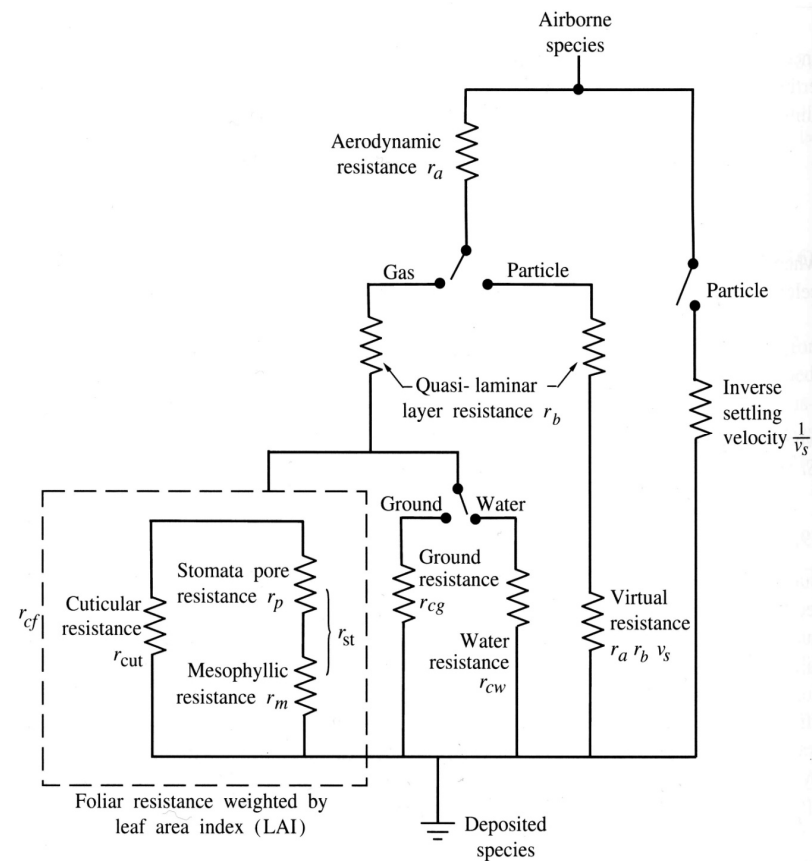 Airborne
species
Aerodynamic
resistance r_a
Gas
Particle
Particle
Quasi- laminar
layer resistance r_b
Inverse
settling
velocity 1/v_s
Ground
Water
Stomata pore
resistance r_p
Ground
resistance
r_cg
Cuticular
resistance
r_cut
r_cf
r_st
Mesophyllic
resistance r_m
Water
resistance
r_cw
Virtual
resistance
r_a r_b v_s
Foliar resistance weighted by
leaf area index (LAI)
Deposited
species